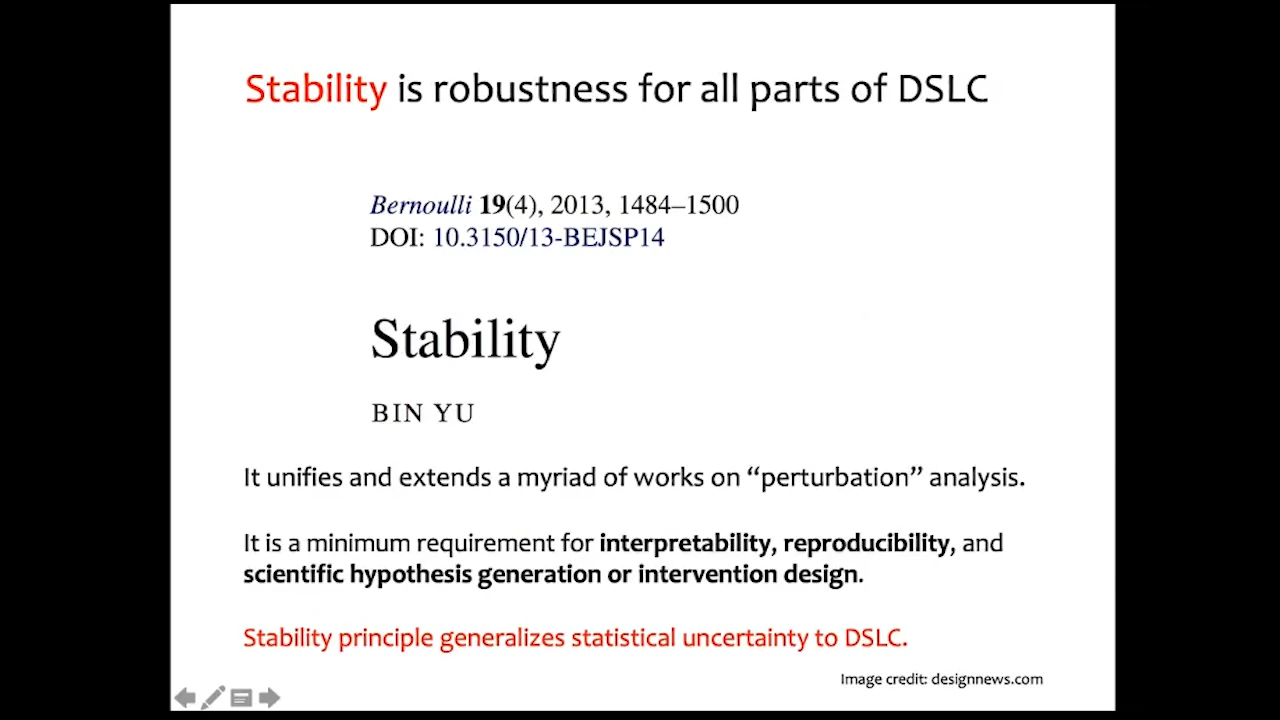 Stability is robustness for all parts of DSLC
Bernoulli 19(4), 2013, 1484–1500
DOI: 10.3150/13-BEJSP14
Stability
BIN YU
It unifies and extends a myriad of works on “perturbation” analysis.
It is a minimum requirement for interpretability, reproducibility, and
scientific hypothesis generation or intervention design.
Stability principle generalizes statistical uncertainty to DSLC.
Image credit: designnews.com